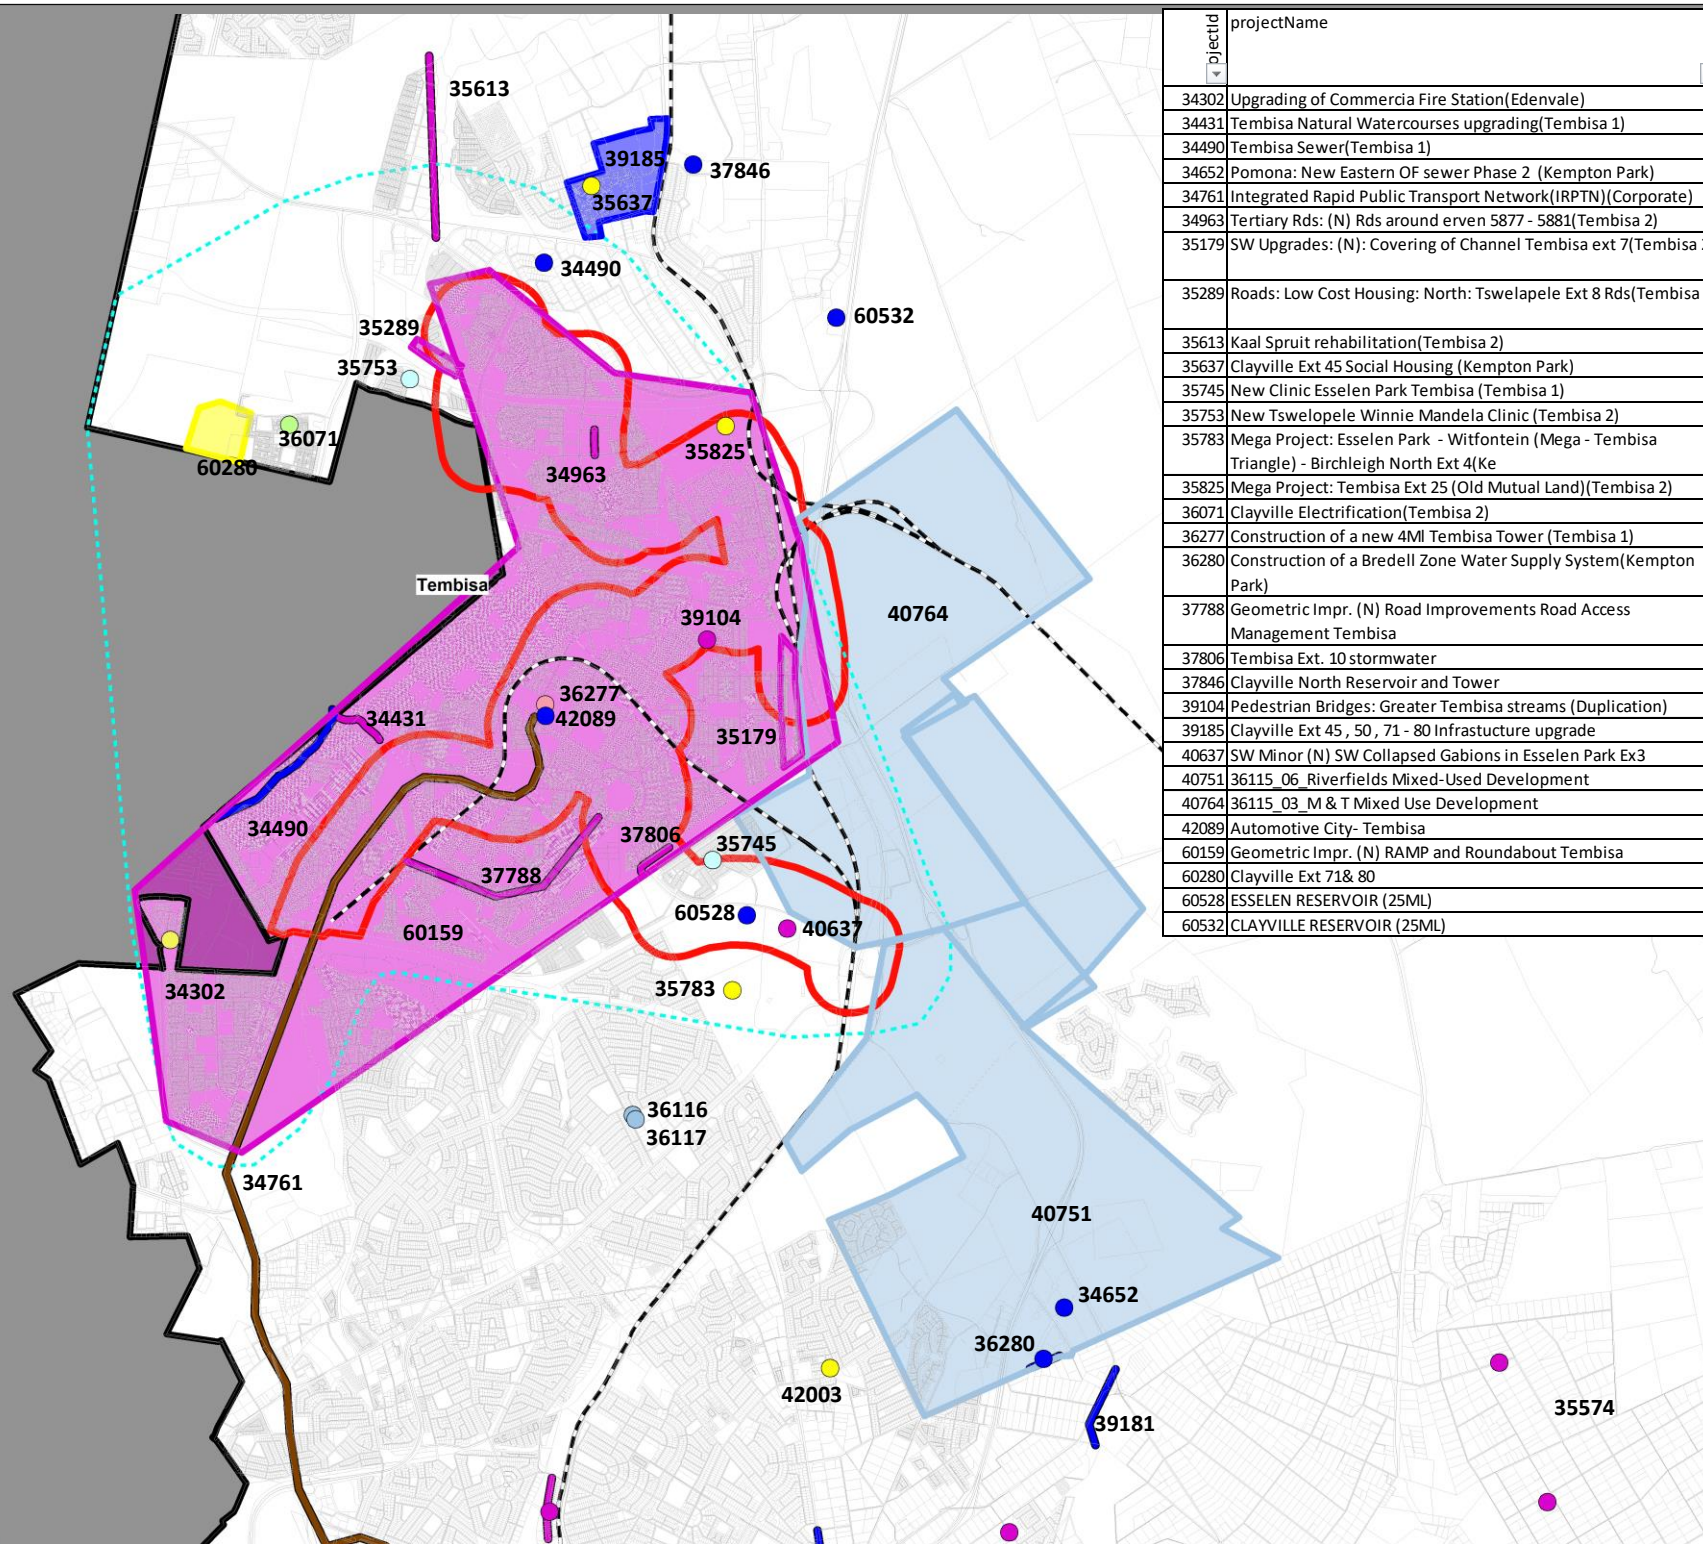 ojectId
projectName
34302 Upgrading of Commercia Fire Station(Edenvale)
34431 Tembisa Natural Watercourses upgrading(Tembisa 1)
34490 Tembisa Sewer(Tembisa 1)
34652 Pomona: New Eastern OF sewer Phase 2 (Kempton Park)
34761 Integrated Rapid Public Transport Network(IRPTN)(Corporate)
34963 Tertiary Rds: (N) Rds around erven 5877 - 5881(Tembisa 2)
35179 SW Upgrades: (N): Covering of Channel Tembisa ext 7(Tembisa
35289 Roads: Low Cost Housing: North: Tswelapele Ext 8 Rds(Tembisa
35613 Kaal Spruit rehabilitation(Tembisa 2)
35637 Clayville Ext 45 Social Housing (Kempton Park)
35745 New Clinic Esselen Park Tembisa (Tembisa 1)
35753 New Tswelopele Winnie Mandela Clinic (Tembisa 2)
35783 Mega Project: Esselen Park - Witfontein (Mega - Tembisa
Triangle) - Birchleigh North Ext 4(Ke
35825 Mega Project: Tembisa Ext 25 (Old Mutual Land)(Tembisa 2)
36071 Clayville Electrification(Tembisa 2)
36277 Construction of a new 4Ml Tembisa Tower (Tembisa 1)
36280 Construction of a Bredell Zone Water Supply System(Kempton
Park)
37788 Geometric Impr. (N) Road Improvements Road Access
Management Tembisa
37806 Tembisa Ext. 10 stormwater
37846 Clayville North Reservoir and Tower
39104 Pedestrian Bridges: Greater Tembisa streams (Duplication)
39185 Clayville Ext 45 , 50 , 71 - 80 Infrastucture upgrade
40637 SW Minor (N) SW Collapsed Gabions in Esselen Park Ex3
40751 36115_06_Riverfields Mixed-Used Development
40764 36115_03_M & T Mixed Use Development
42089 Automotive City- Tembisa
60159 Geometric Impr. (N) RAMP and Roundabout Tembisa
60280 Clayville Ext 71& 80
60528 ESSELEN RESERVOIR (25ML)
60532 CLAYVILLE RESERVOIR (25ML)
35613
39185
37846
35637
34490
60532
35289
35753
36071
60280
35825
34963
Tembisa
40764
39104
36277
42089
34431
35179
34490
37806
35745
37788
60528
40637
60159
35783
34302
36116
36117
34761
40751
34652
36280
42003
39181
35574